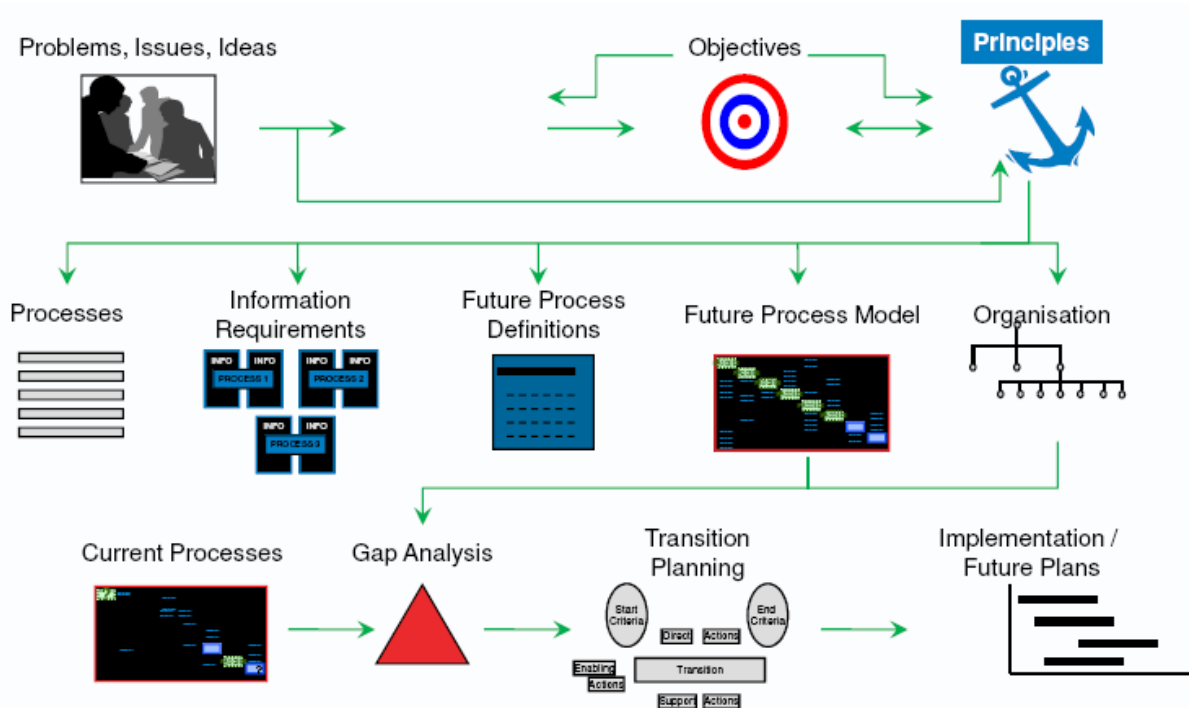 Problems, Issues, Ideas
Objectives
Principles
Processes
Information
Requirements
Future Process
Definitions
Future Process Model
Organisation
INFO INFO
PROCESS 1
INFO INFO
PROCESS 2
INFO INFO
PROCESS 3
Current Processes
Gap Analysis
Transition
Planning
Implementation /
Future Plans
Start
Criteria
End
Criteria
Direct Actions
Enabling
Actions
Transition
Support Actions